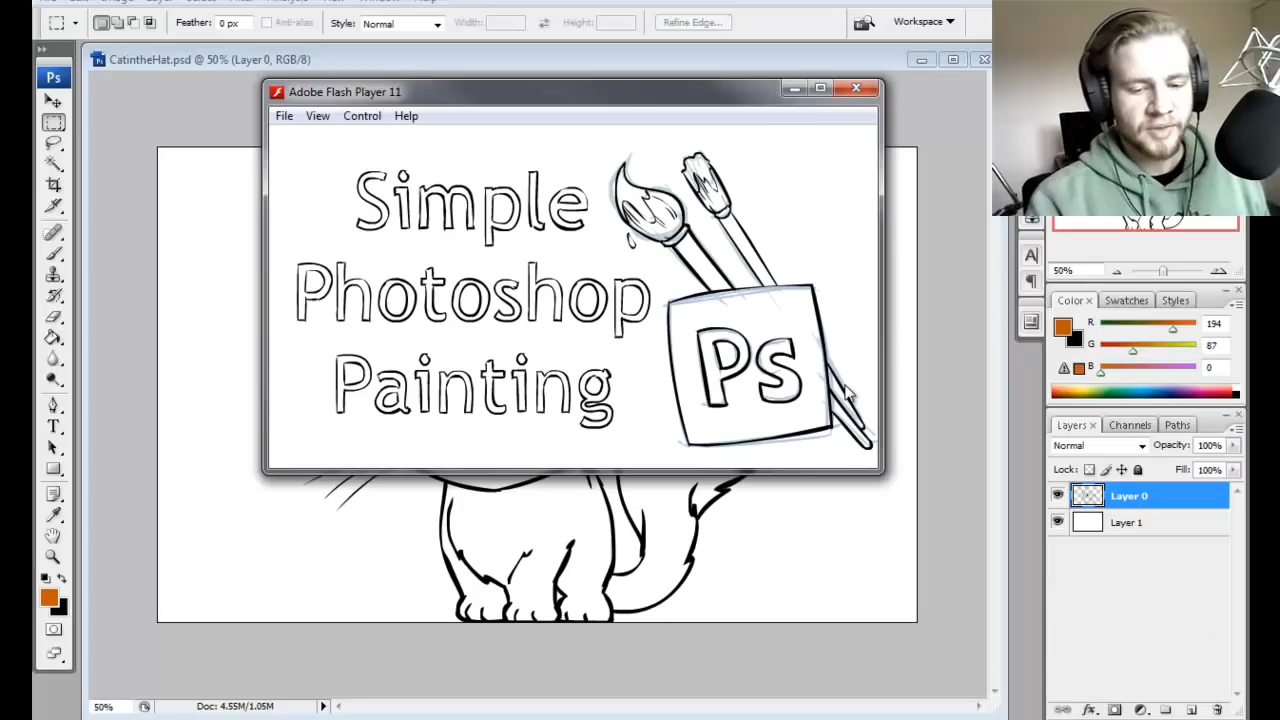 Feather: 0 px Anti-alias Style: Normal Width: Height: Refine Edge... Workspace
CatintheHat.psd @ 50% (Layer 0, RGB/8)
Ps
Adobe Flash Player 11
File View Control Help
Simple
Photoshop
Painting
Ps
50%
Color × Swatches Styles
R 194
G 87
B 0
Layers × Channels Paths
Normal Opacity: 100%
Lock: Fill: 100%
Layer 0
Layer 1
50% Doc: 4.55M/1.05M